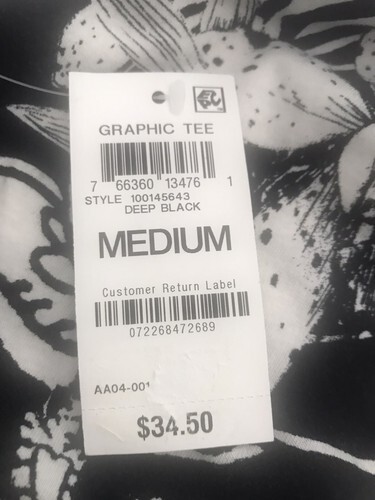 GRAPHIC TEE
7 66360 13476 1
STYLE 100145643
DEEP BLACK
MEDIUM
Customer Return Label
072268472689
AA04-001
$34.50